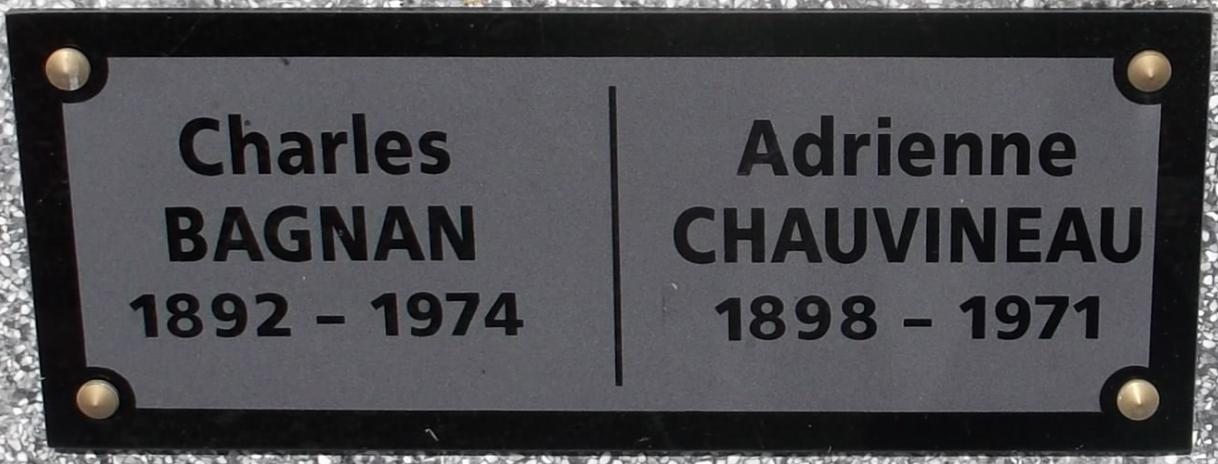 Charles
BAGNAN
1892 – 1974
Adrienne
CHAUVINEAU
1898 – 1971